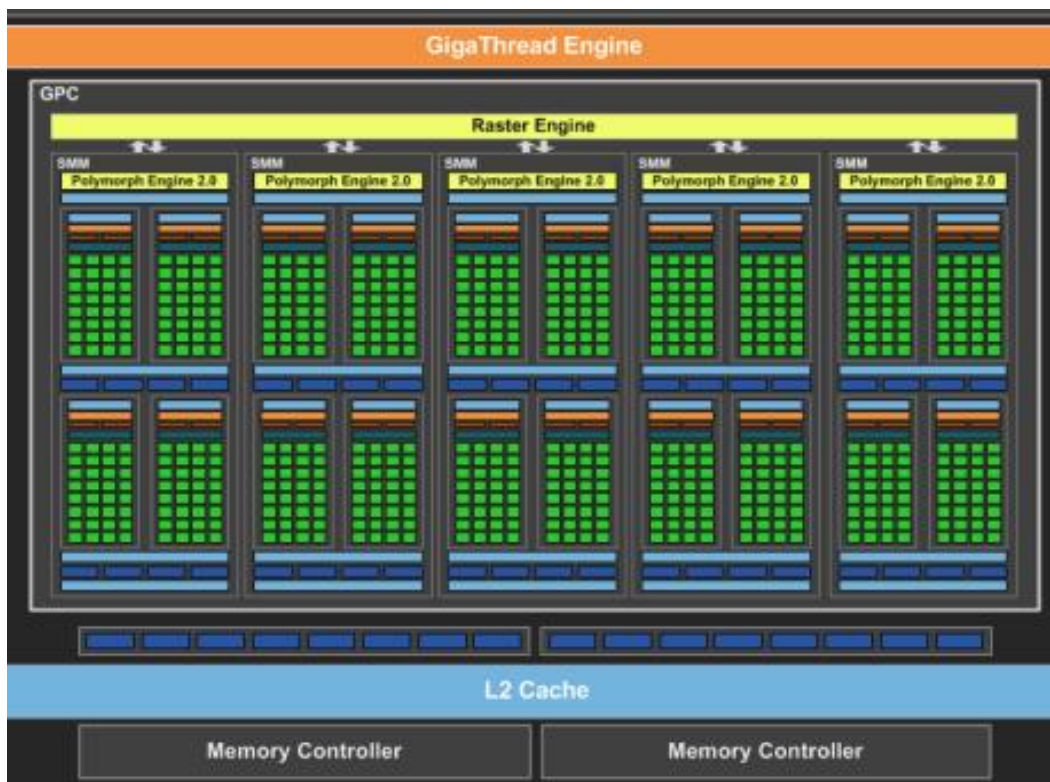 GigaThread Engine
GPC
Raster Engine
SMM SMM SMM SMM SMM
Polymorph Engine 2.0 Polymorph Engine 2.0 Polymorph Engine 2.0 Polymorph Engine 2.0 Polymorph Engine 2.0
L2 Cache
Memory Controller Memory Controller